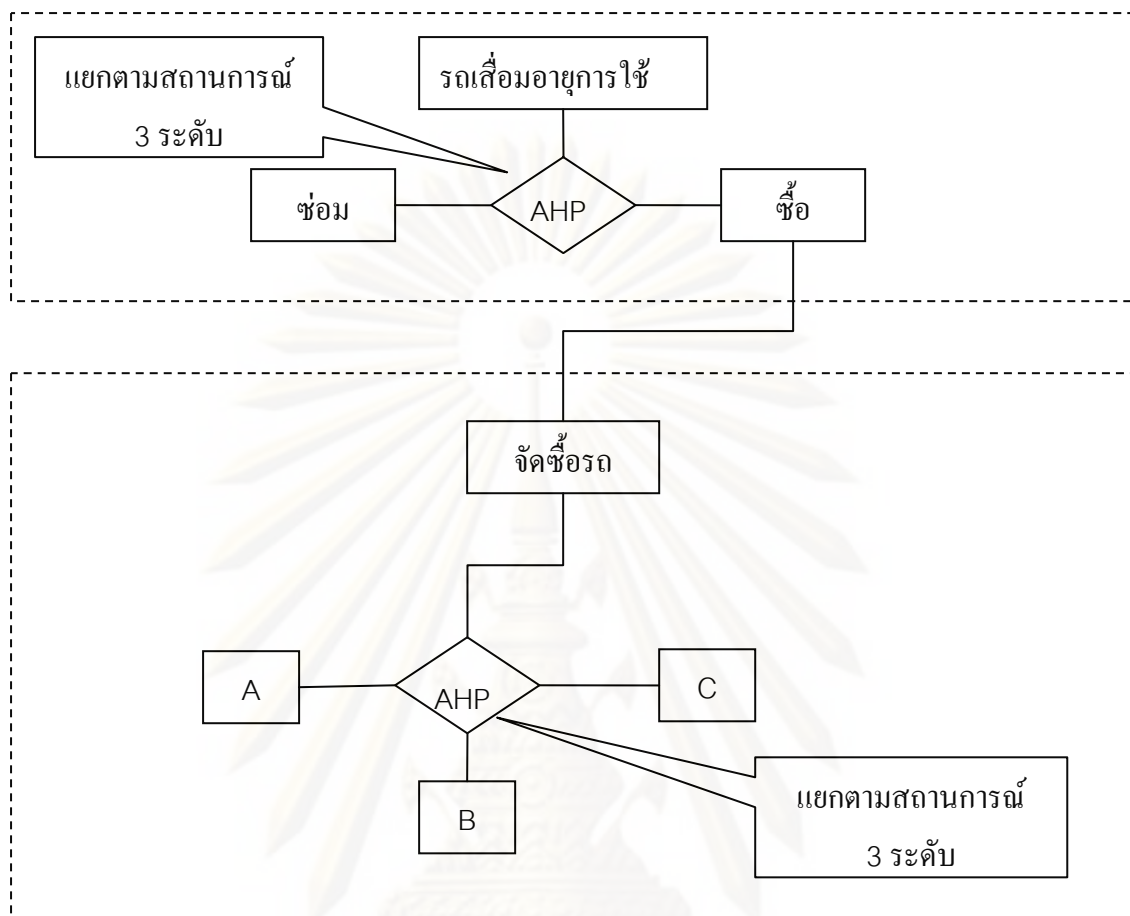 แยกตามสถานการณ์
3 ระดับ
รถเสื่อมอายุการใช้
ซ่อม
AHP
ซื้อ
จัดซื้อรถ
A
AHP
C
B
แยกตามสถานการณ์
3 ระดับ